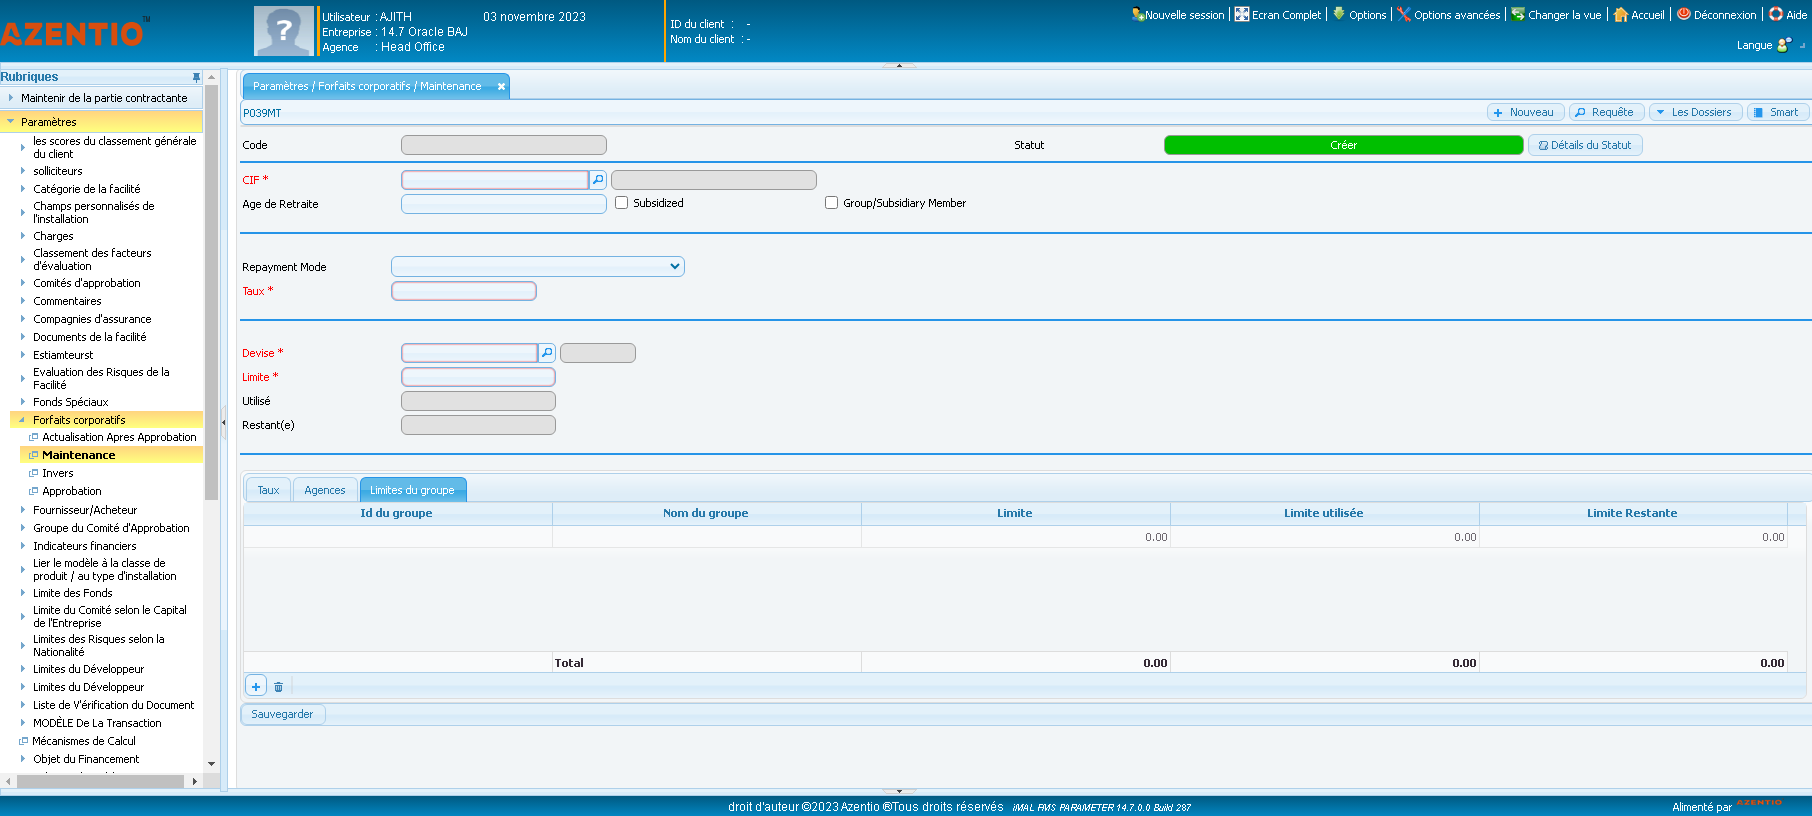 AZENTIO™
Utilisateur : AJITH 03 novembre 2023
Entreprise : 14.7 Oracle BAJ
Agence : Head Office
ID du client : -
Nom du client : -
Nouvelle session | Ecran Complet | Options | Options avancées | Changer la vue | Accueil | Déconnexion | Aide
Langue
Rubriques
Maintenir de la partie contractante
Paramètres
les scores du classement générale
du client
solliciteurs
Catégorie de la facilité
Champs personnalisés de
l'installation
Charges
Classement des facteurs
d'évaluation
Comités d'approbation
Commentaires
Compagnies d'assurance
Documents de la facilité
Estiamteurst
Evaluation des Risques de la
Facilité
Fonds Spéciaux
Forfaits corporatifs
Actualisation Apres Approbation
Maintenance
Invers
Approbation
Fournisseur/Acheteur
Groupe du Comité d'Approbation
Indicateurs financiers
Lier le modèle à la classe de
produit / au type d'installation
Limite des Fonds
Limite du Comité selon le Capital
de l'Entreprise
Limites des Risques selon la
Nationalité
Limites du Développeur
Limites du Développeur
Liste de V'érification du Document
MODÈLE De La Transaction
Mécanismes de Calcul
Objet du Financement
Paramètres / Forfaits corporatifs / Maintenance
P039MT
Nouveau Requête Les Dossiers Smart
Code Statut Créer Détails du Statut
CIF *
Age de Retraite Subsidized Group/Subsidiary Member
Repayment Mode
Taux *
Devise *
Limite *
Utilisé
Restant(e)
Taux Agences Limites du groupe
Id du groupe Nom du groupe Limite Limite utilisée Limite Restante
0.00 0.00 0.00
Total 0.00 0.00 0.00
Sauvegarder
droit d'auteur ©2023 Azentio ®Tous droits réservés iMAL FMS PARAMETER 14.7.0.0 Build 287
Alimenté par AZENTIO